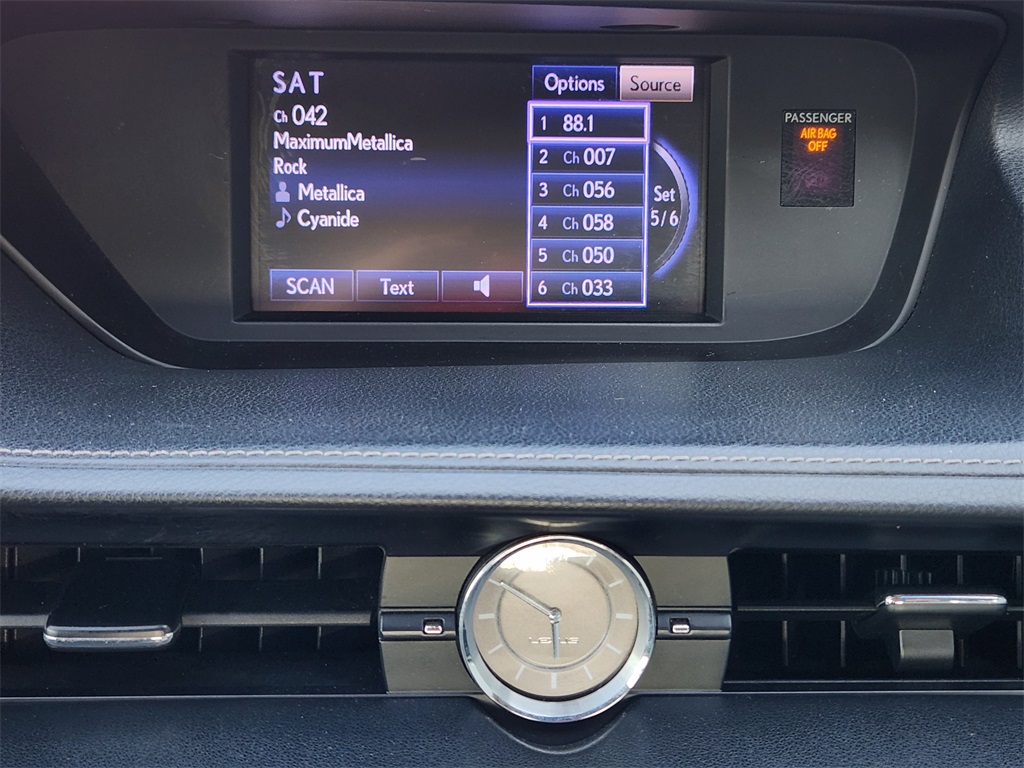 SAT
Ch 042
MaximumMetallica
Rock
Metallica
Cyanide
SCAN Text
Options Source
1 88.1
2 Ch 007
3 Ch 056
4 Ch 058
5 Ch 050
6 Ch 033
Set
5/6
PASSENGER
AIR BAG
OFF
LEXUS